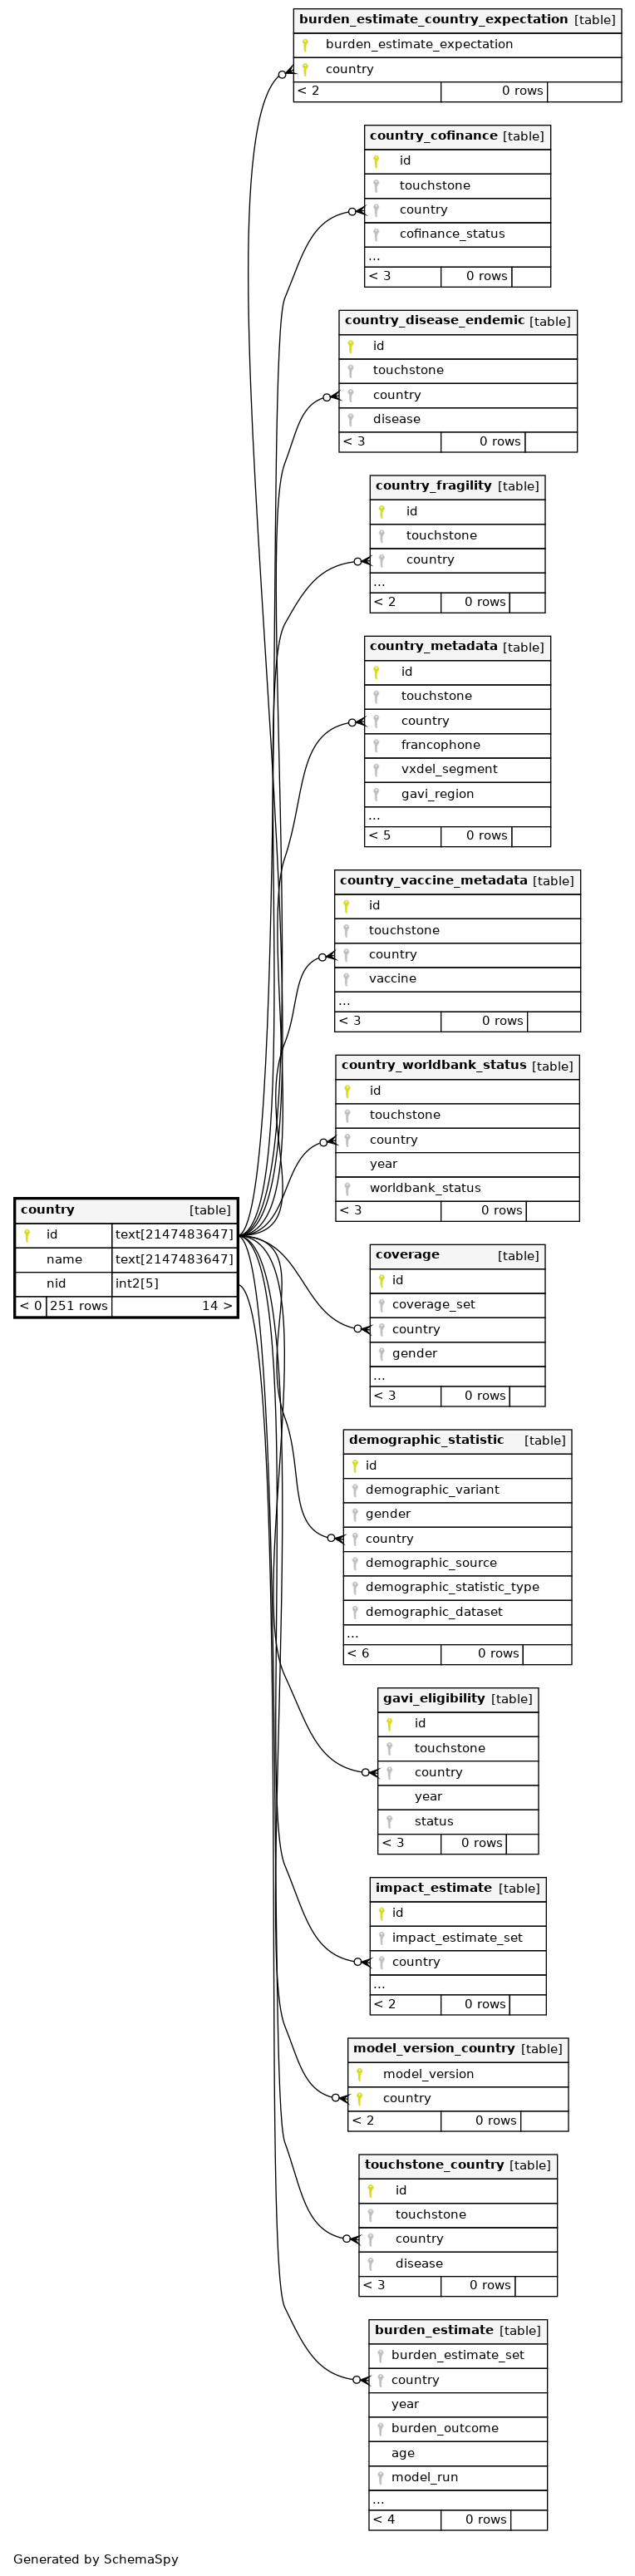 burden_estimate_country_expectation [table]
burden_estimate_expectation
country
< 2 0 rows
country_cofinance [table]
id
touchstone
country
cofinance_status
...
< 3 0 rows
country_disease_endemic [table]
id
touchstone
country
disease
< 3 0 rows
country_fragility [table]
id
touchstone
country
...
< 2 0 rows
country_metadata [table]
id
touchstone
country
francophone
vxdel_segment
gavi_region
...
< 5 0 rows
country_vaccine_metadata [table]
id
touchstone
country
vaccine
...
< 3 0 rows
country_worldbank_status [table]
id
touchstone
country
year
worldbank_status
< 3 0 rows
country [table]
id text[2147483647]
name text[2147483647]
nid int2[5]
< 0 251 rows 14 >
coverage [table]
id
coverage_set
country
gender
...
< 3 0 rows
demographic_statistic [table]
id
demographic_variant
gender
country
demographic_source
demographic_statistic_type
demographic_dataset
...
< 6 0 rows
gavi_eligibility [table]
id
touchstone
country
year
status
< 3 0 rows
impact_estimate [table]
id
impact_estimate_set
country
...
< 2 0 rows
model_version_country [table]
model_version
country
< 2 0 rows
touchstone_country [table]
id
touchstone
country
disease
< 3 0 rows
burden_estimate [table]
burden_estimate_set
country
year
burden_outcome
age
model_run
...
< 4 0 rows
Generated by SchemaSpy